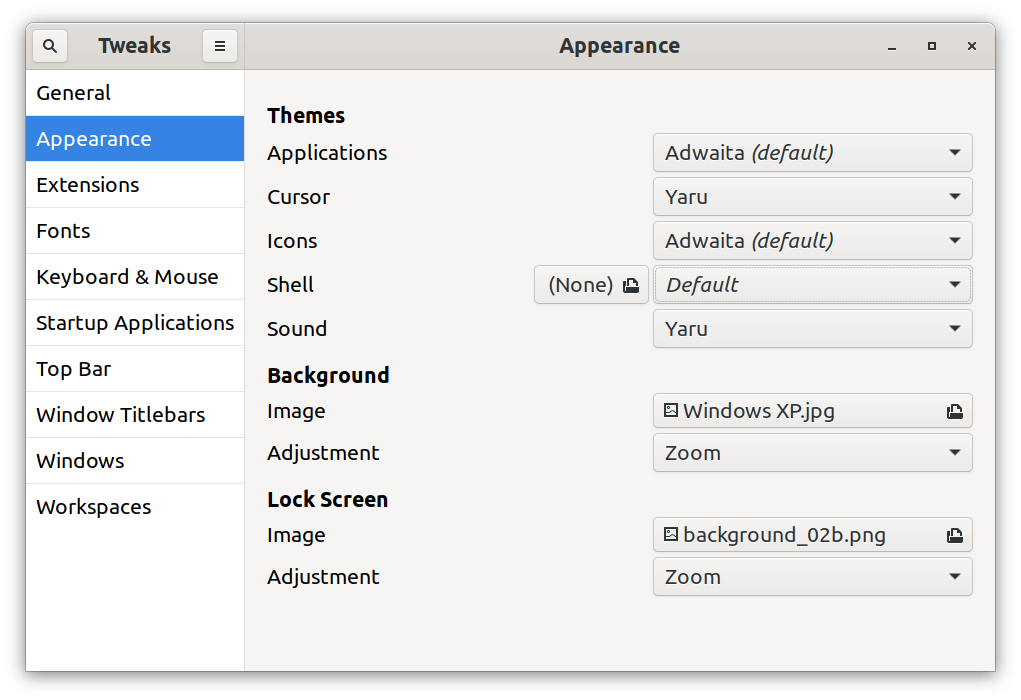 Tweaks
Appearance
General
Appearance
Extensions
Fonts
Keyboard & Mouse
Startup Applications
Top Bar
Window Titlebars
Windows
Workspaces
Themes
Applications Adwaita (default)
Cursor Yaru
Icons Adwaita (default)
Shell (None) Default
Sound Yaru
Background
Image Windows XP.jpg
Adjustment Zoom
Lock Screen
Image background_02b.png
Adjustment Zoom